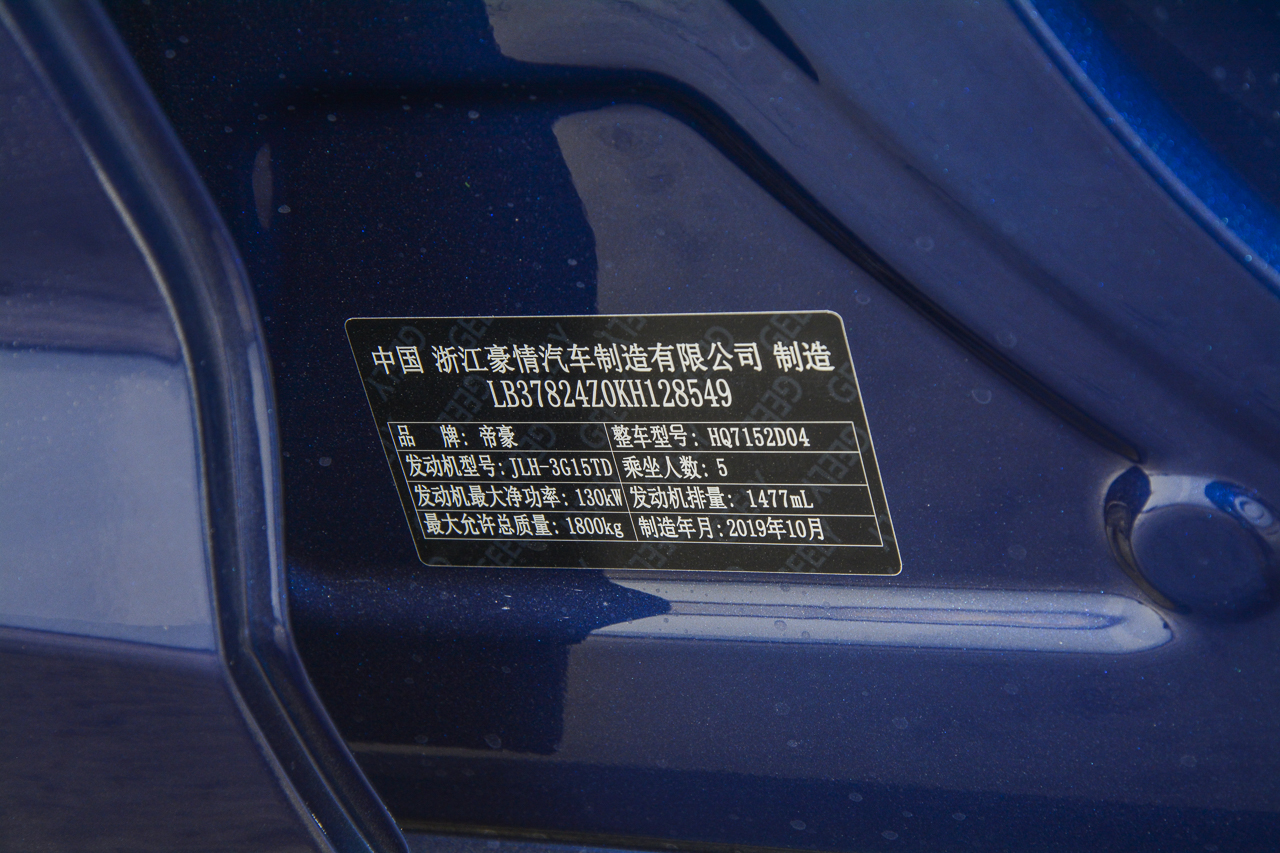 中国 浙江豪情汽车制造有限公司 制造
LB37824Z0KH128549
品 牌: 帝豪 整车型号: HQ7152D04
发动机型号: JLH-3G15TD 乘坐人数: 5
发动机最大净功率: 130kW 发动机排量: 1477mL
最大允许总质量: 1800kg 制造年月: 2019年10月